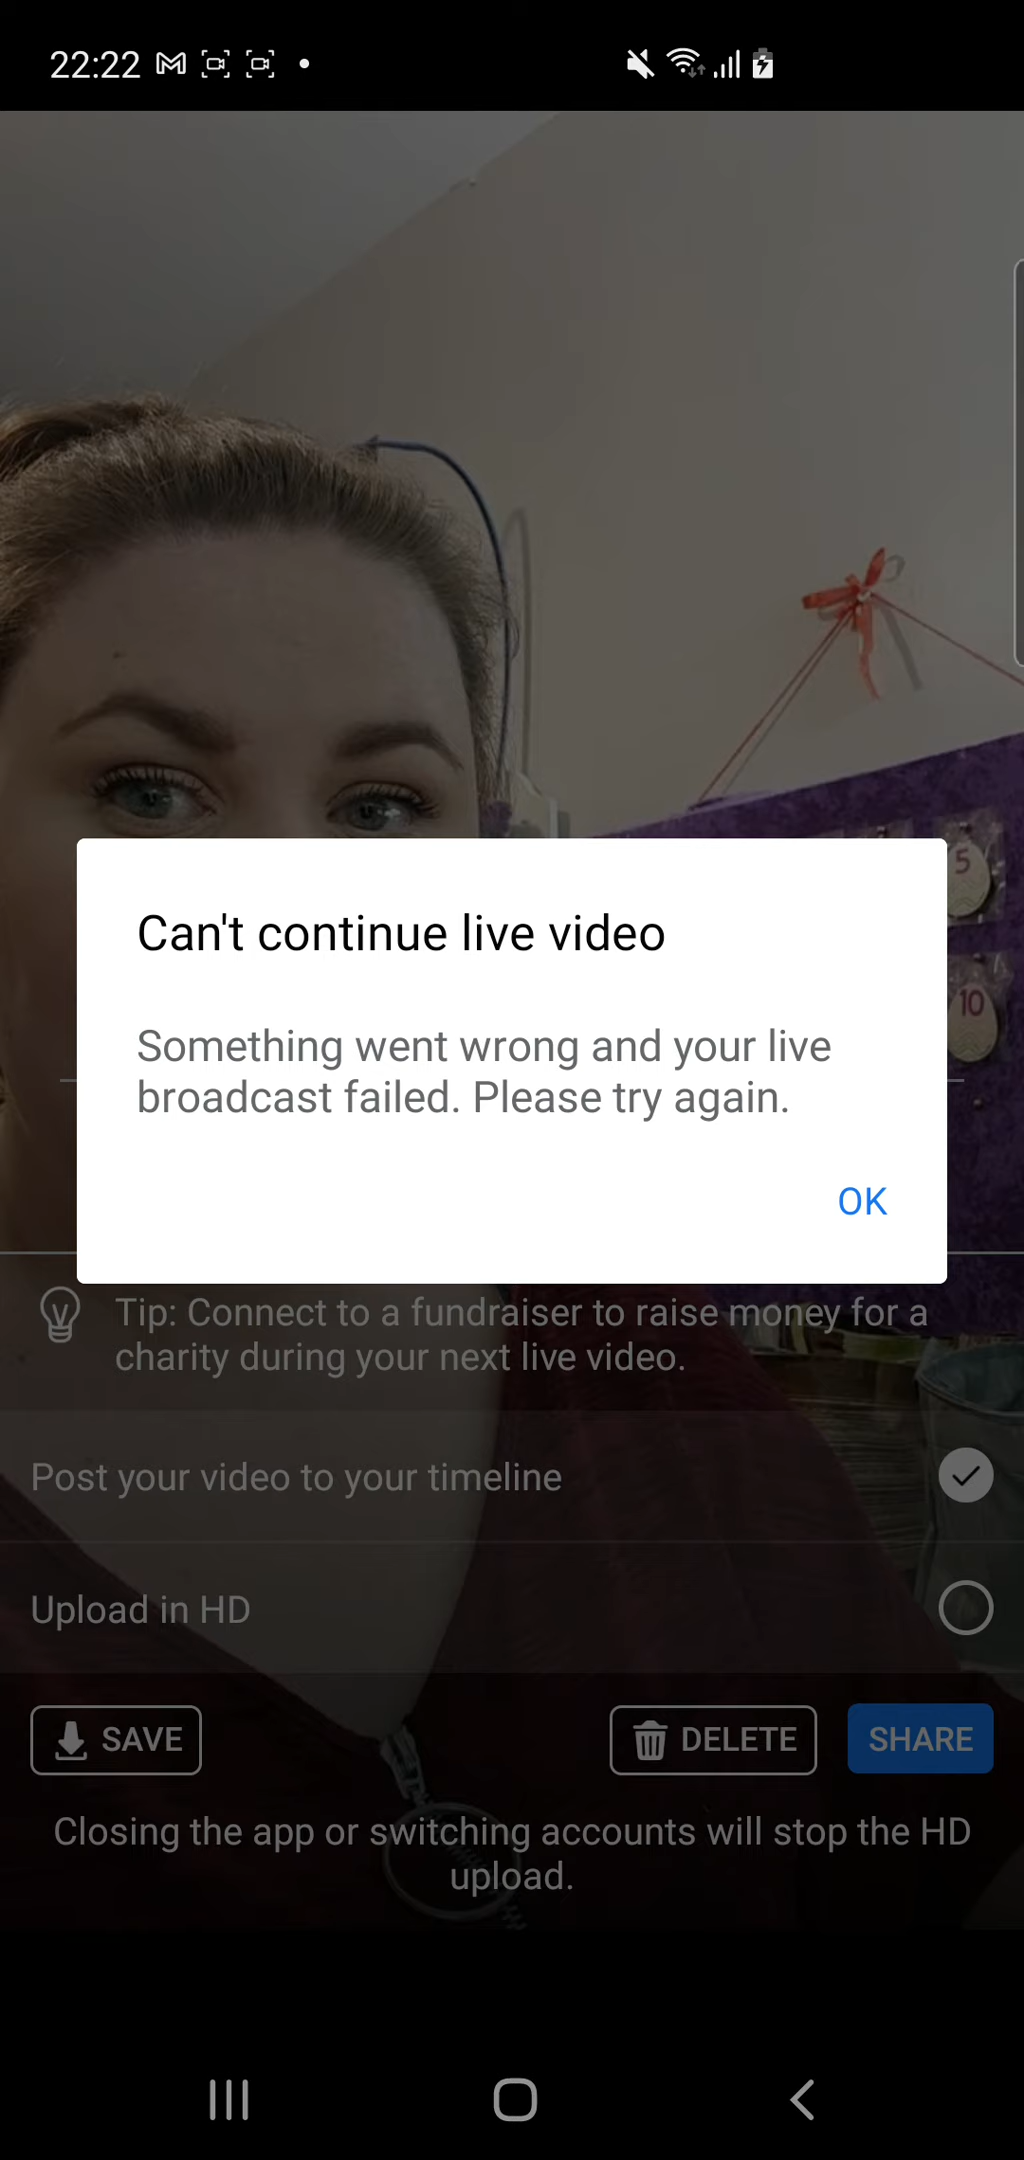 22:22
5
10
Can't continue live video
Something went wrong and your live
broadcast failed. Please try again.
OK
Tip: Connect to a fundraiser to raise money for a
charity during your next live video.
Post your video to your timeline
Upload in HD
SAVE
DELETE
SHARE
Closing the app or switching accounts will stop the HD
upload.